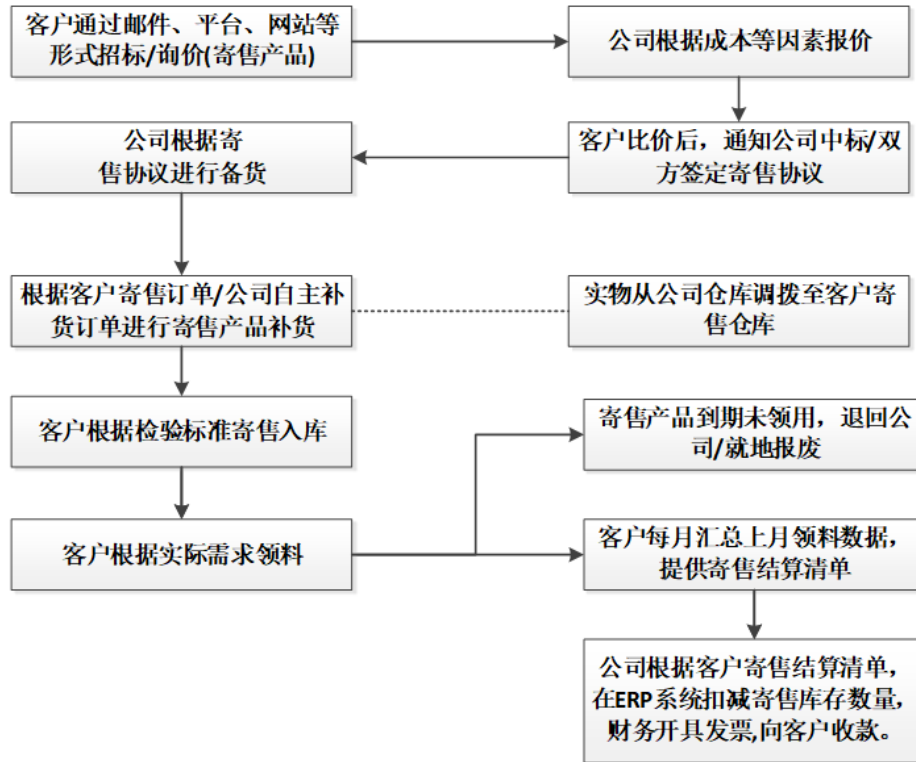 客户通过邮件、平台、网站等
形式招标/询价(寄售产品)
公司根据成本等因素报价
客户比价后，通知公司中标/双
方签定寄售协议
公司根据寄
售协议进行备货
根据客户寄售订单/公司自主补
货订单进行寄售产品补货
实物从公司仓库调拨至客户寄
售仓库
客户根据检验标准寄售入库
客户根据实际需求领料
寄售产品到期未领用，退回公
司/就地报废
客户每月汇总上月领料数据，
提供寄售结算清单
公司根据客户寄售结算清单，
在ERP系统扣减寄售库存数量，
财务开具发票,向客户收款。